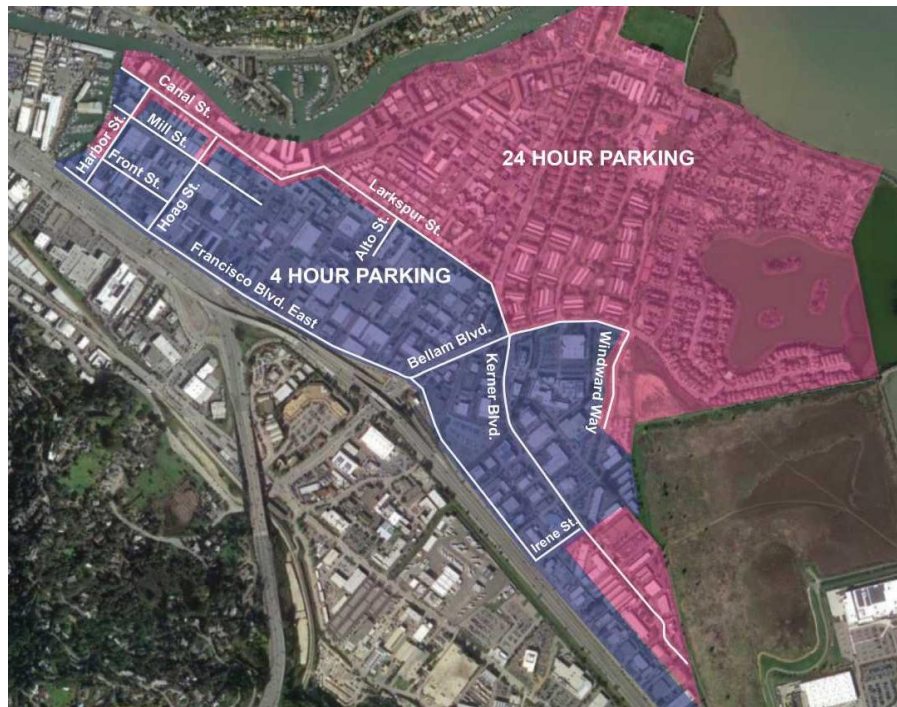 Canal St.
Mill St.
Harbor St.
24 HOUR PARKING
Front St.
Hoag St.
Larkspur St.
Alto St.
4 HOUR PARKING
Francisco Blvd. East
Bellam Blvd.
Kerner Blvd.
Windward Way
Irene St.